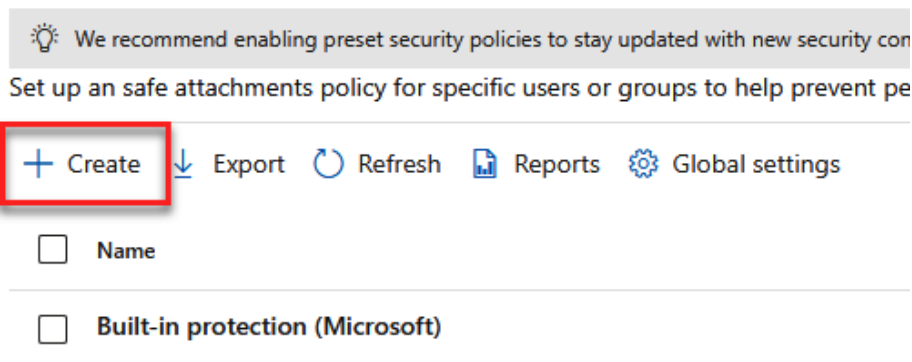 We recommend enabling preset security policies to stay updated with new security con
Set up an safe attachments policy for specific users or groups to help prevent pe
Create Export Refresh Reports Global settings
Name
Built-in protection (Microsoft)